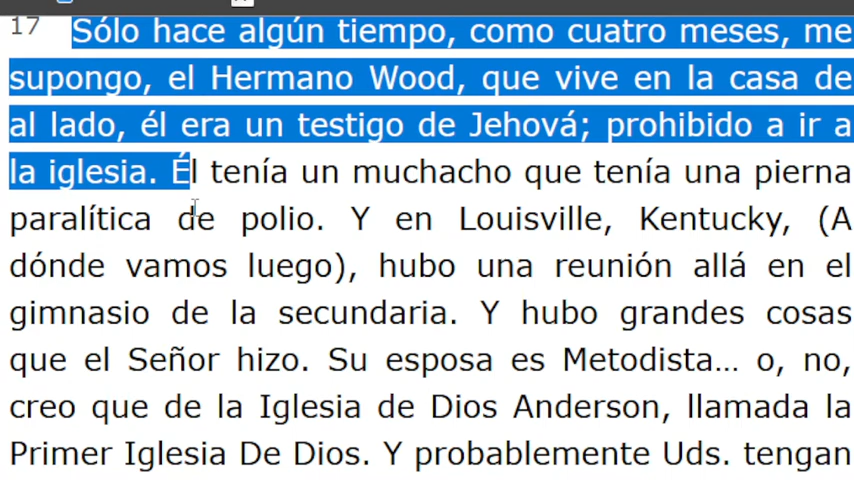 17 Sólo hace algún tiempo, como cuatro meses, me
supongo, el Hermano Wood, que vive en la casa de
al lado, él era un testigo de Jehová; prohibido a ir a
la iglesia. Él tenía un muchacho que tenía una pierna
paralítica de polio. Y en Louisville, Kentucky, (A
dónde vamos luego), hubo una reunión allá en el
gimnasio de la secundaria. Y hubo grandes cosas
que el Señor hizo. Su esposa es Metodista... o, no,
creo que de la Iglesia de Dios Anderson, llamada la
Primer Iglesia De Dios. Y probablemente Uds. tengan